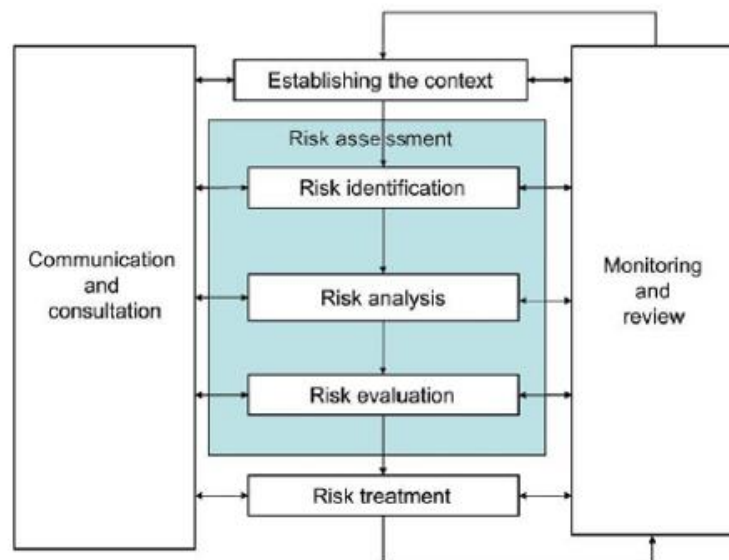 Establishing the context
Risk assessment
Risk identification
Communication
and
consultation
Risk analysis
Monitoring
and
review
Risk evaluation
Risk treatment